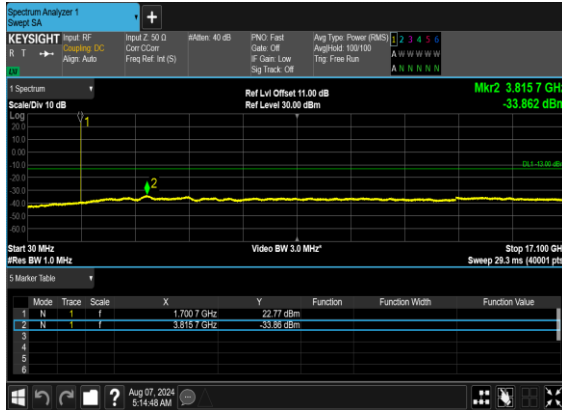 Spectrum Analyzer 1
Swept SA
+
KEYSIGHT
R T
Input: RF
Coupling: DC
Align: Auto
Input Z: 50 Ω
Corr CCorr
Freq Ref: Int (S)
#Atten: 40 dB
PNO: Fast
Gate: Off
IF Gain: Low
Sig Track: Off
Avg Type: Power (RMS)
Avg|Hold: 100/100
Trig: Free Run
1 2 3 4 5 6
A W W W W W
A N N N N N
1 Spectrum
Scale/Div 10 dB
Ref Lvl Offset 11.00 dB
Ref Level 30.00 dBm
Mkr2 3.815 7 GHz
-33.862 dBm
Log
20.0
10.0
0.00
-10.0
-20.0
-30.0
-40.0
-50.0
-60.0
1
2
DL1 -13.00 dBm
Start 30 MHz
#Res BW 1.0 MHz
Video BW 3.0 MHz*
Stop 17.100 GHz
Sweep 29.3 ms (40001 pts)
5 Marker Table
Mode Trace Scale X Y Function Function Width Function Value
1 N 1 f 1.700 7 GHz 22.77 dBm
2 N 1 f 3.815 7 GHz -33.86 dBm
3
4
5
6
?
Aug 07, 2024
5:14:48 AM